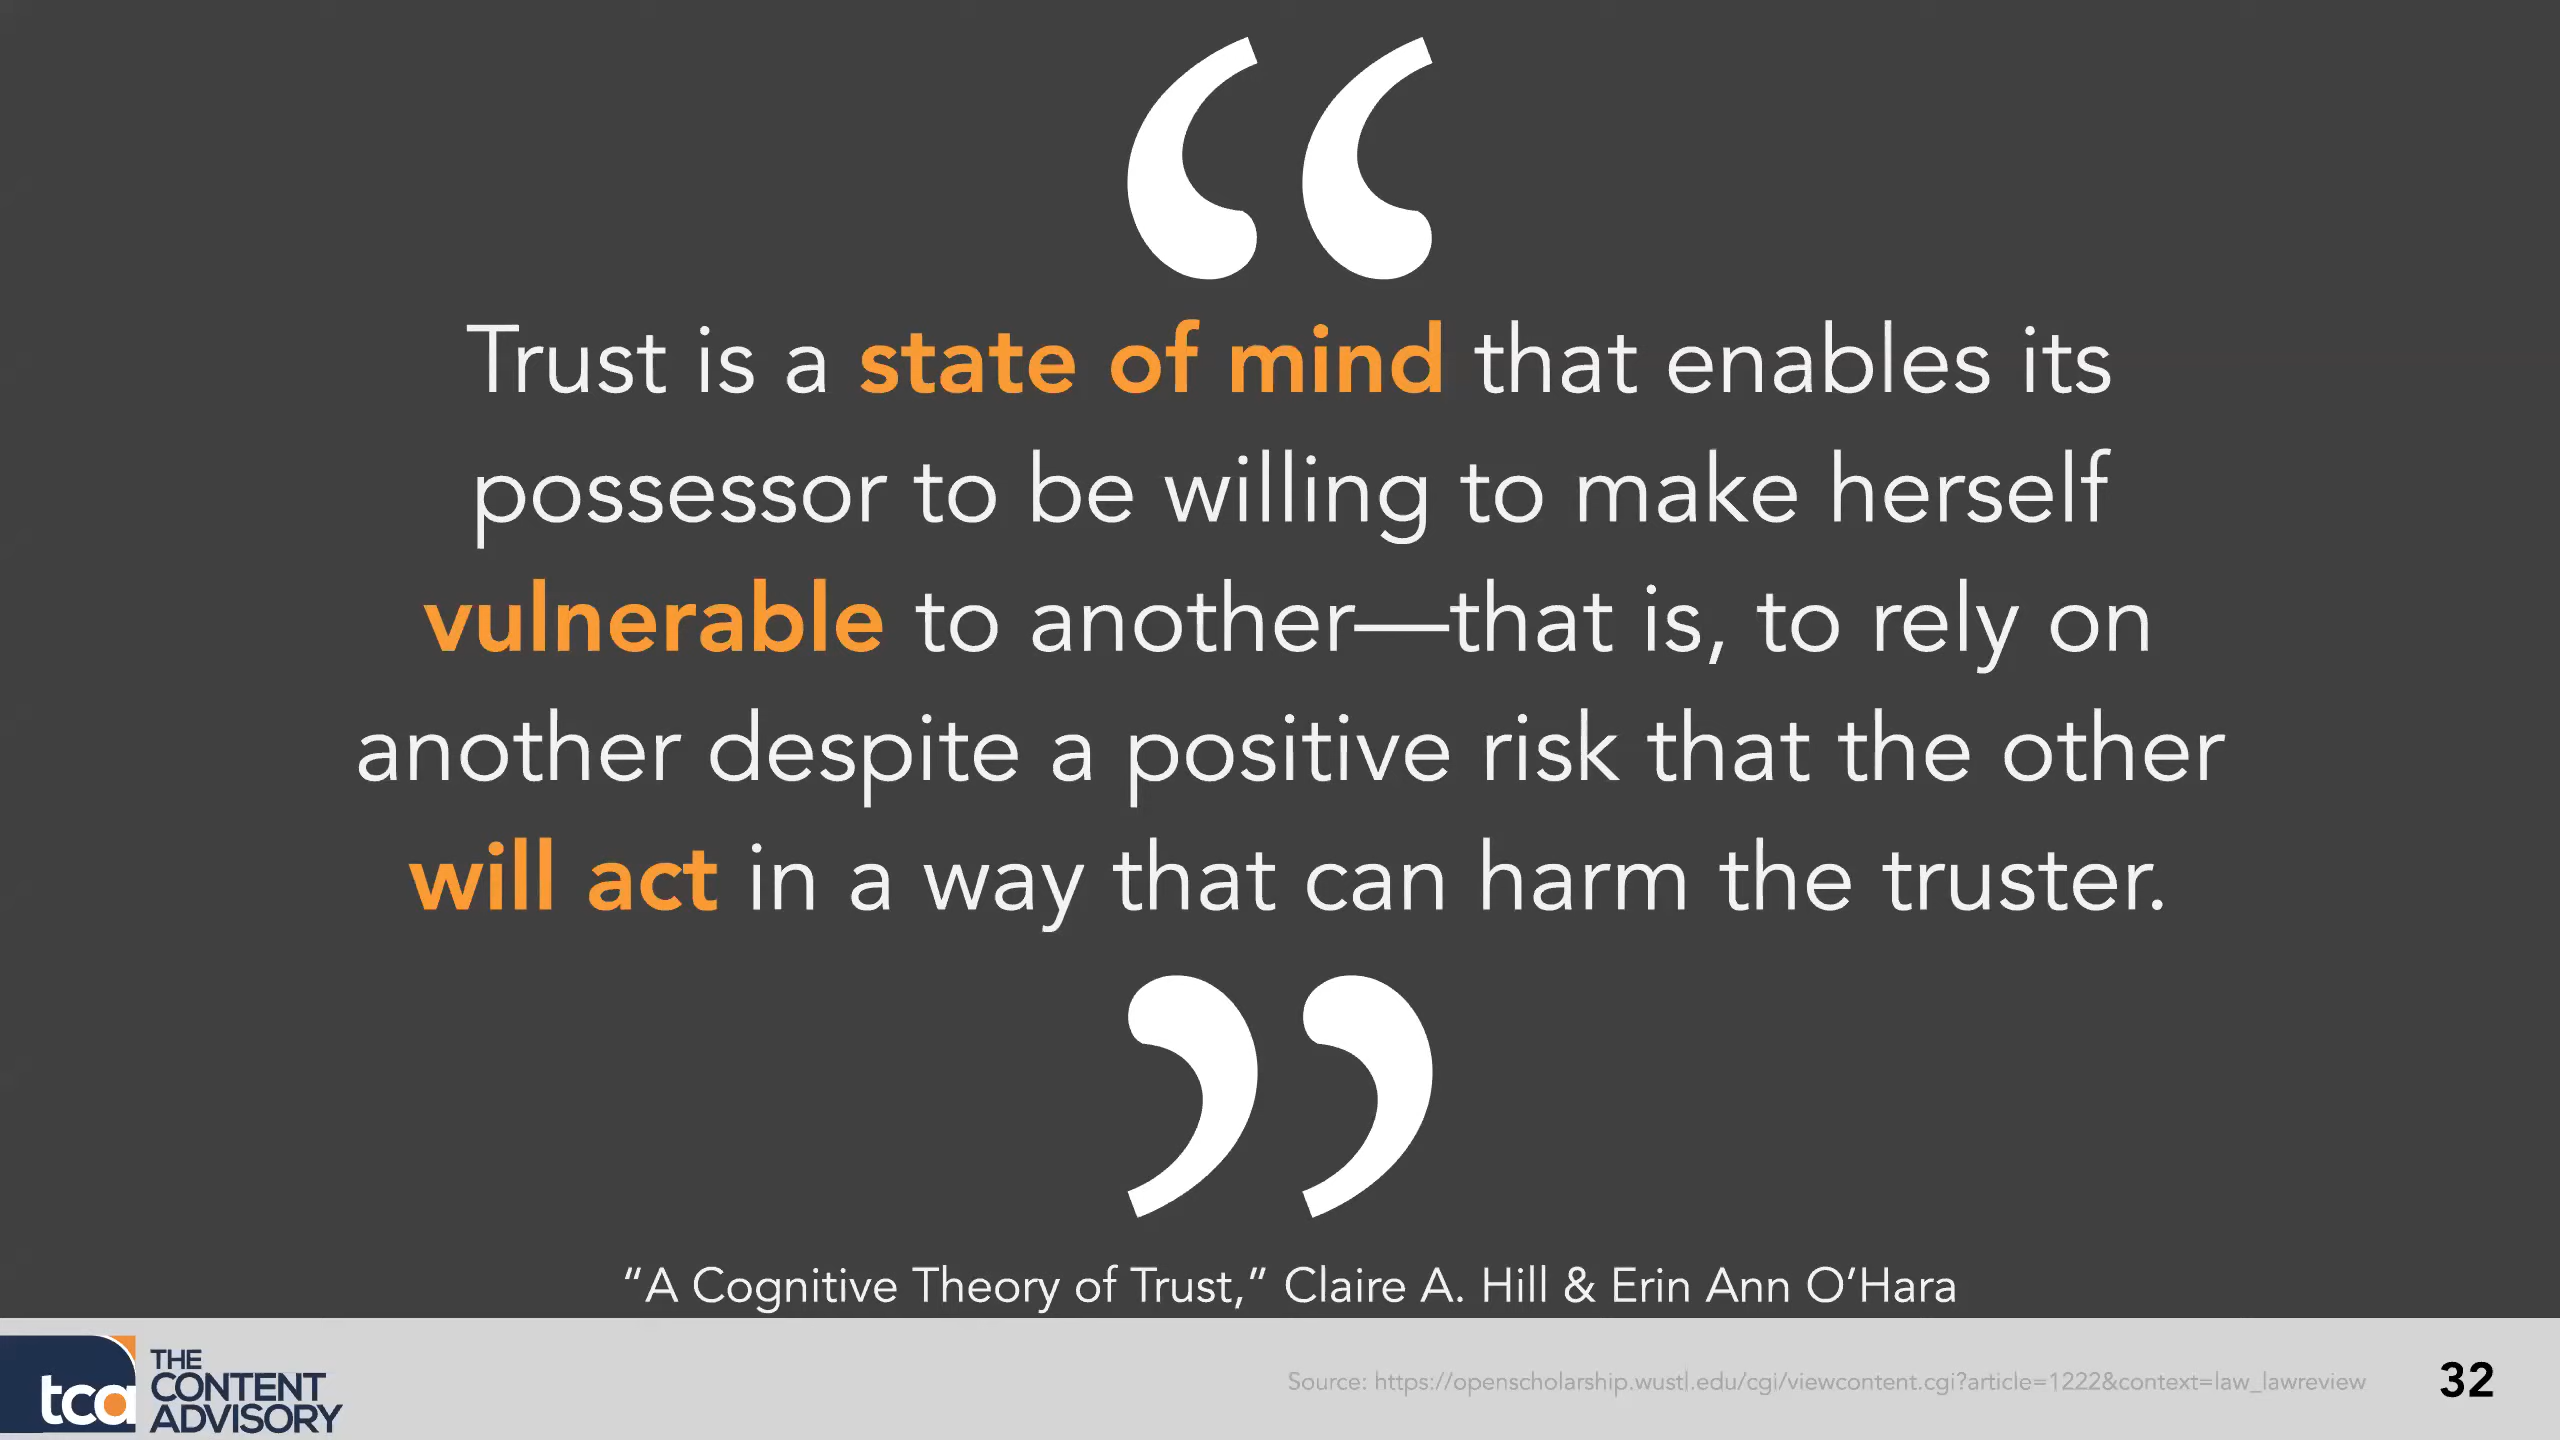 “
Trust is a state of mind that enables its
possessor to be willing to make herself
vulnerable to another—that is, to rely on
another despite a positive risk that the other
will act in a way that can harm the truster.
”
“A Cognitive Theory of Trust,” Claire A. Hill & Erin Ann O’Hara
tca
THE
CONTENT
ADVISORY
Source: https://openscholarship.wustl.edu/cgi/viewcontent.cgi?article=1222&context=law_lawreview
32